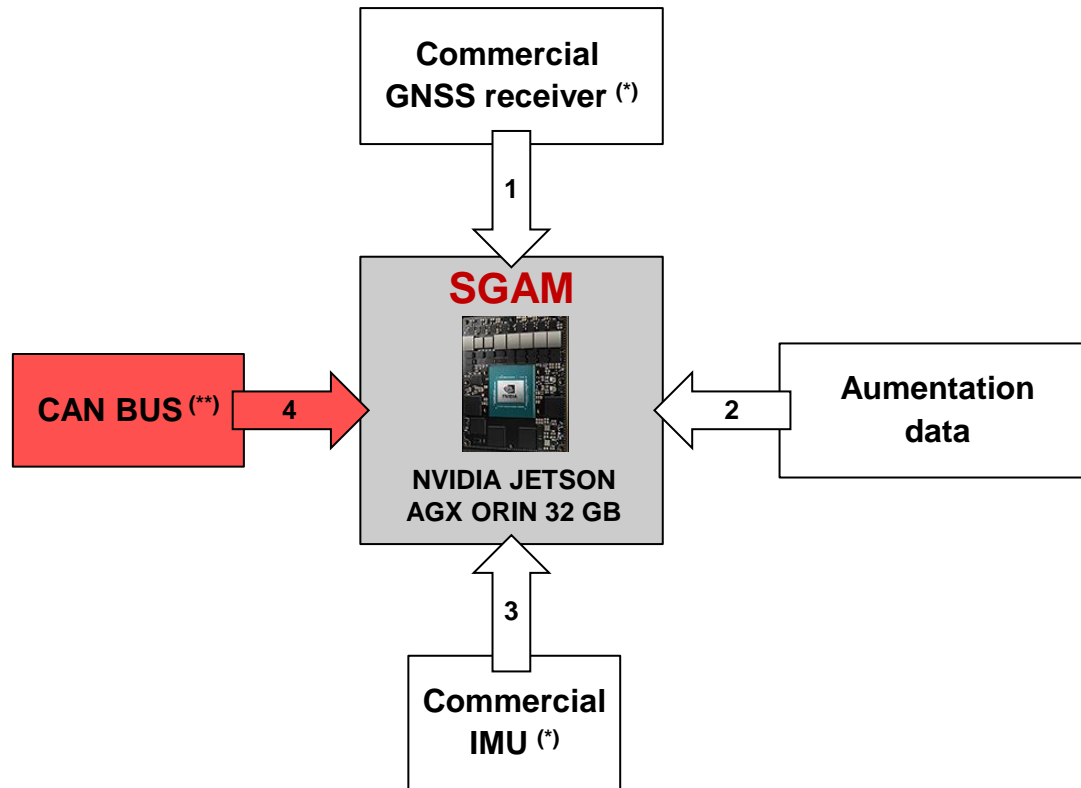 Commercial
GNSS receiver (*)
1
SGAM
NVIDIA
NVIDIA JETSON
AGX ORIN 32 GB
CAN BUS (**)
4
2
Aumentation
data
3
Commercial
IMU (*)